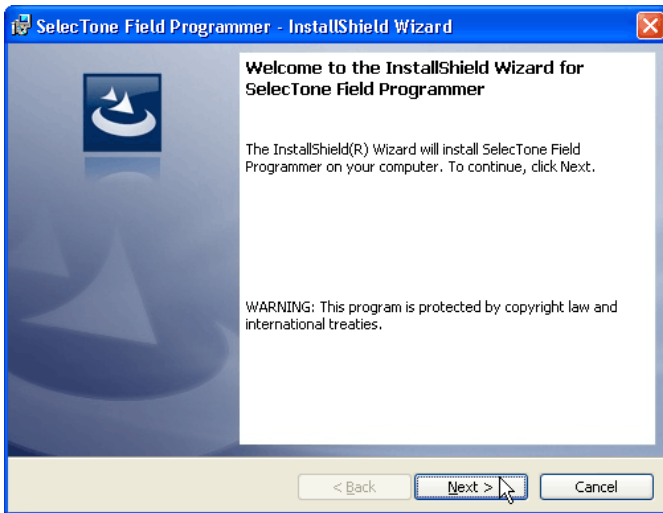 SelecTone Field Programmer - InstallShield Wizard
Welcome to the InstallShield Wizard for
SelecTone Field Programmer
The InstallShield(R) Wizard will install SelecTone Field
Programmer on your computer. To continue, click Next.
WARNING: This program is protected by copyright law and
international treaties.
< Back
Next >
Cancel